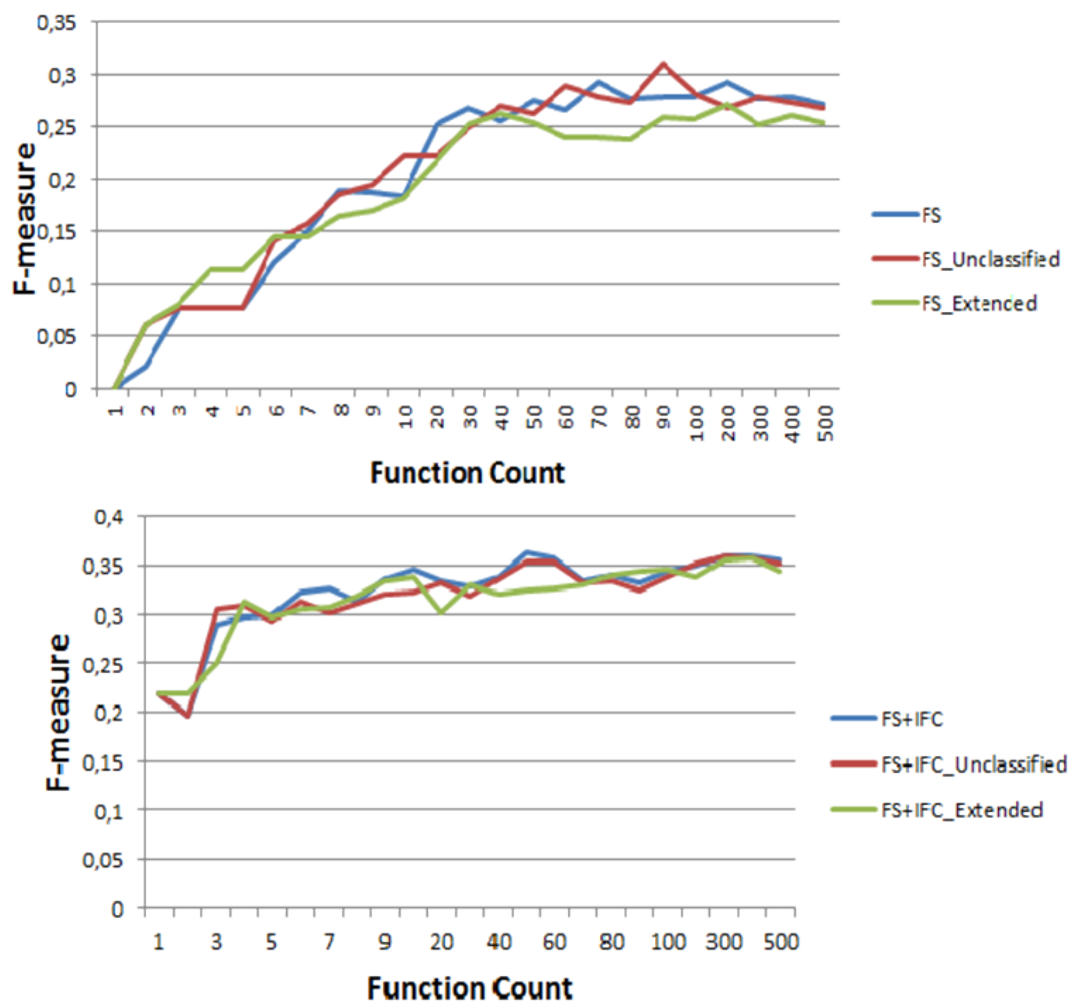 0,35
0,3
0,25
0,2
0,15
0,1
0,05
0
F-measure
1 2 3 4 5 6 7 8 9 10 20 30 40 50 60 70 80 90 100 200 300 400 500
Function Count
FS
FS_Unclassified
FS_Extenced
0,4
0,35
0,3
0,25
0,2
0,15
0,1
0,05
0
F-measure
1 3 5 7 9 20 40 60 80 100 300 500
Function Count
FS+IFC
FS+IFC_Unclassified
FS+IFC_Extended